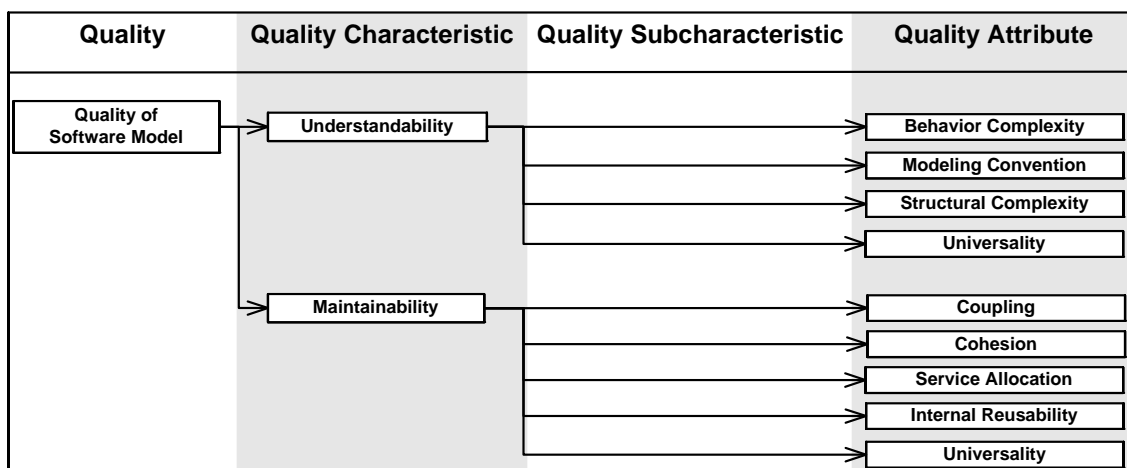 Quality
Quality Characteristic
Quality Subcharacteristic
Quality Attribute
Quality of
Software Model
Understandability
Behavior Complexity
Modeling Convention
Structural Complexity
Universality
Maintainability
Coupling
Cohesion
Service Allocation
Internal Reusability
Universality